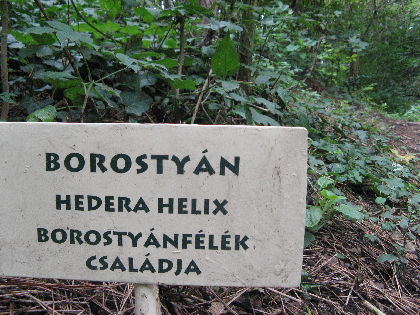 BOROSTYÁN
HEDERA HELIX
BOROSTYÁNFÉLÉK
CSALÁDJA